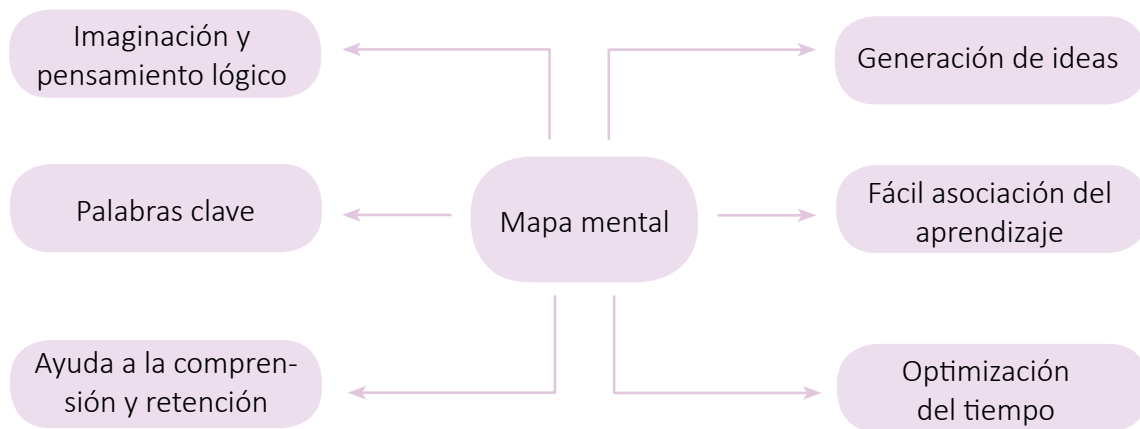 Imaginación y
pensamiento lógico
Generación de ideas
Palabras clave
Mapa mental
Fácil asociación del
aprendizaje
Ayuda a la compren-
sión y retención
Optimización
del tiempo